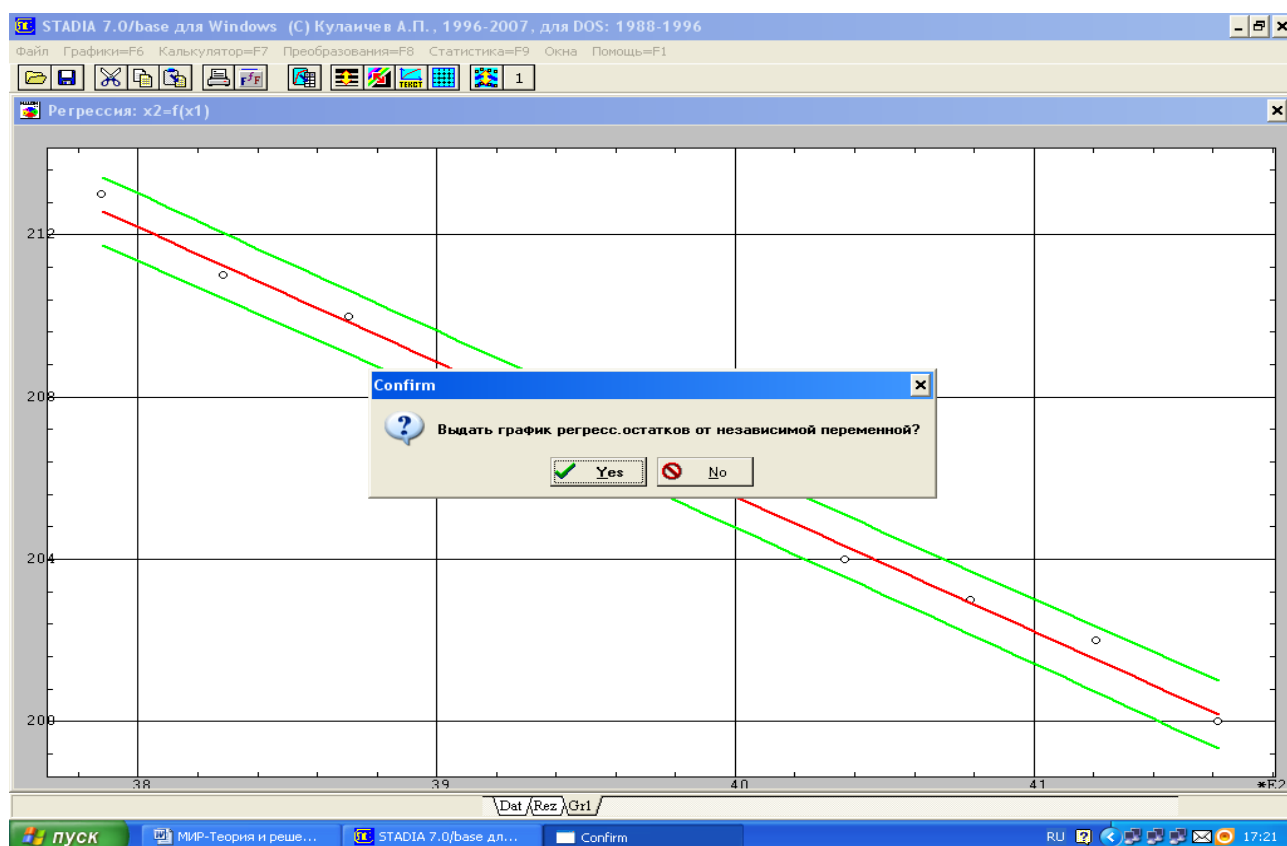 STADIA 7.0/base для Windows (C) Кулаичев А.П., 1996-2007, для DOS: 1988-1996
Файл Графики=F6 Калькулятор=F7 Преобразования=F8 Статистика=F9 Окна Помощь=F1
ТЕКСТ 1
Регрессия: x2=f(x1)
212
208
204
200
38 39 40 41 *E2
Confirm
Выдать график регресс.остатков от независимой переменной?
Yes No
Dat Rez Gr1
пуск МИР-Теория и реше... STADIA 7.0/base дл... Confirm RU 17:21